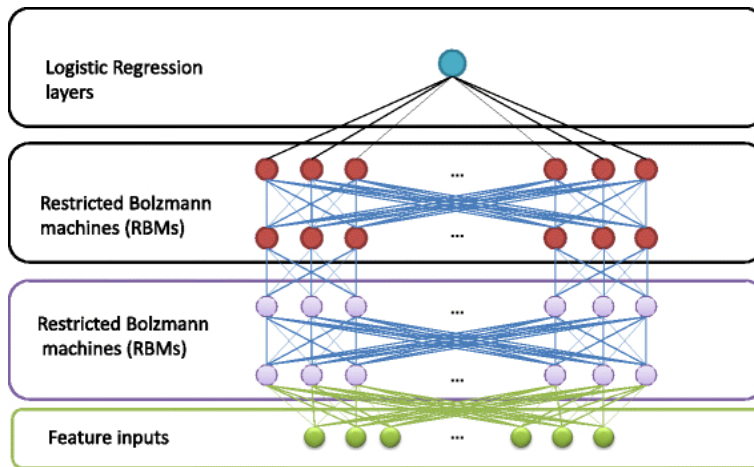 Logistic Regression
layers
...
Restricted Bolzmann
machines (RBMs)
...
...
Restricted Bolzmann
machines (RBMs)
...
Feature inputs
...